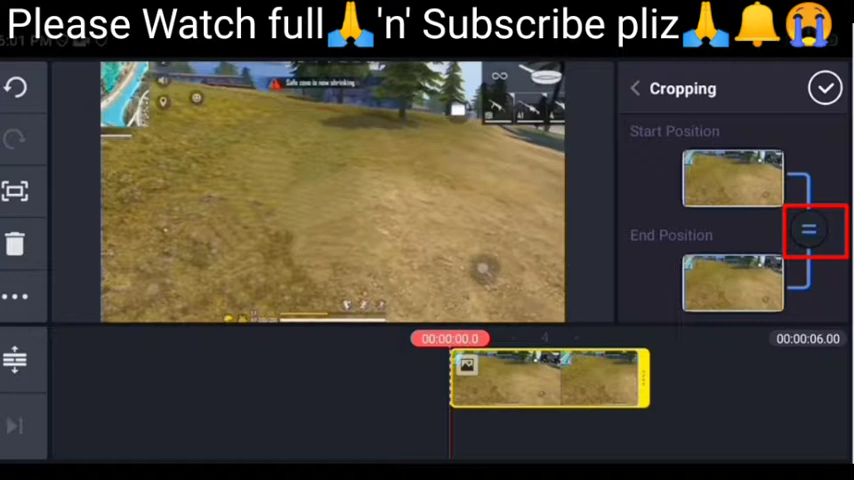 Please Watch full🙏'n' Subscribe pliz🙏🔔😭
Safe zone is now shrinking
Cropping
Start Position
End Position
00:00:00.0
4
00:00:06.00